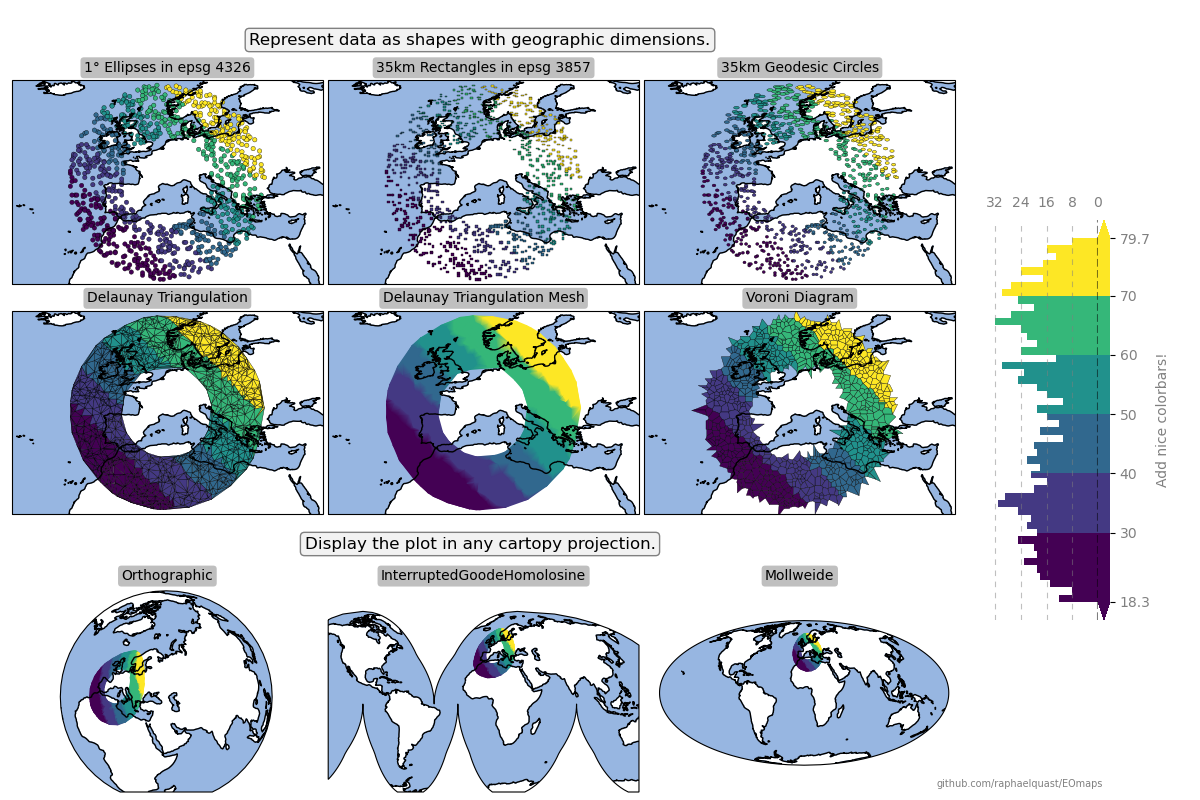 Represent data as shapes with geographic dimensions.
1° Ellipses in epsg 4326
35km Rectangles in epsg 3857
35km Geodesic Circles
Delaunay Triangulation
Delaunay Triangulation Mesh
Voroni Diagram
32 24 16 8 0
79.7
70
60
50
40
30
18.3
Add nice colorbars!
Display the plot in any cartopy projection.
Orthographic
InterruptedGoodeHomolosine
Mollweide
github.com/raphaelquast/EOmaps